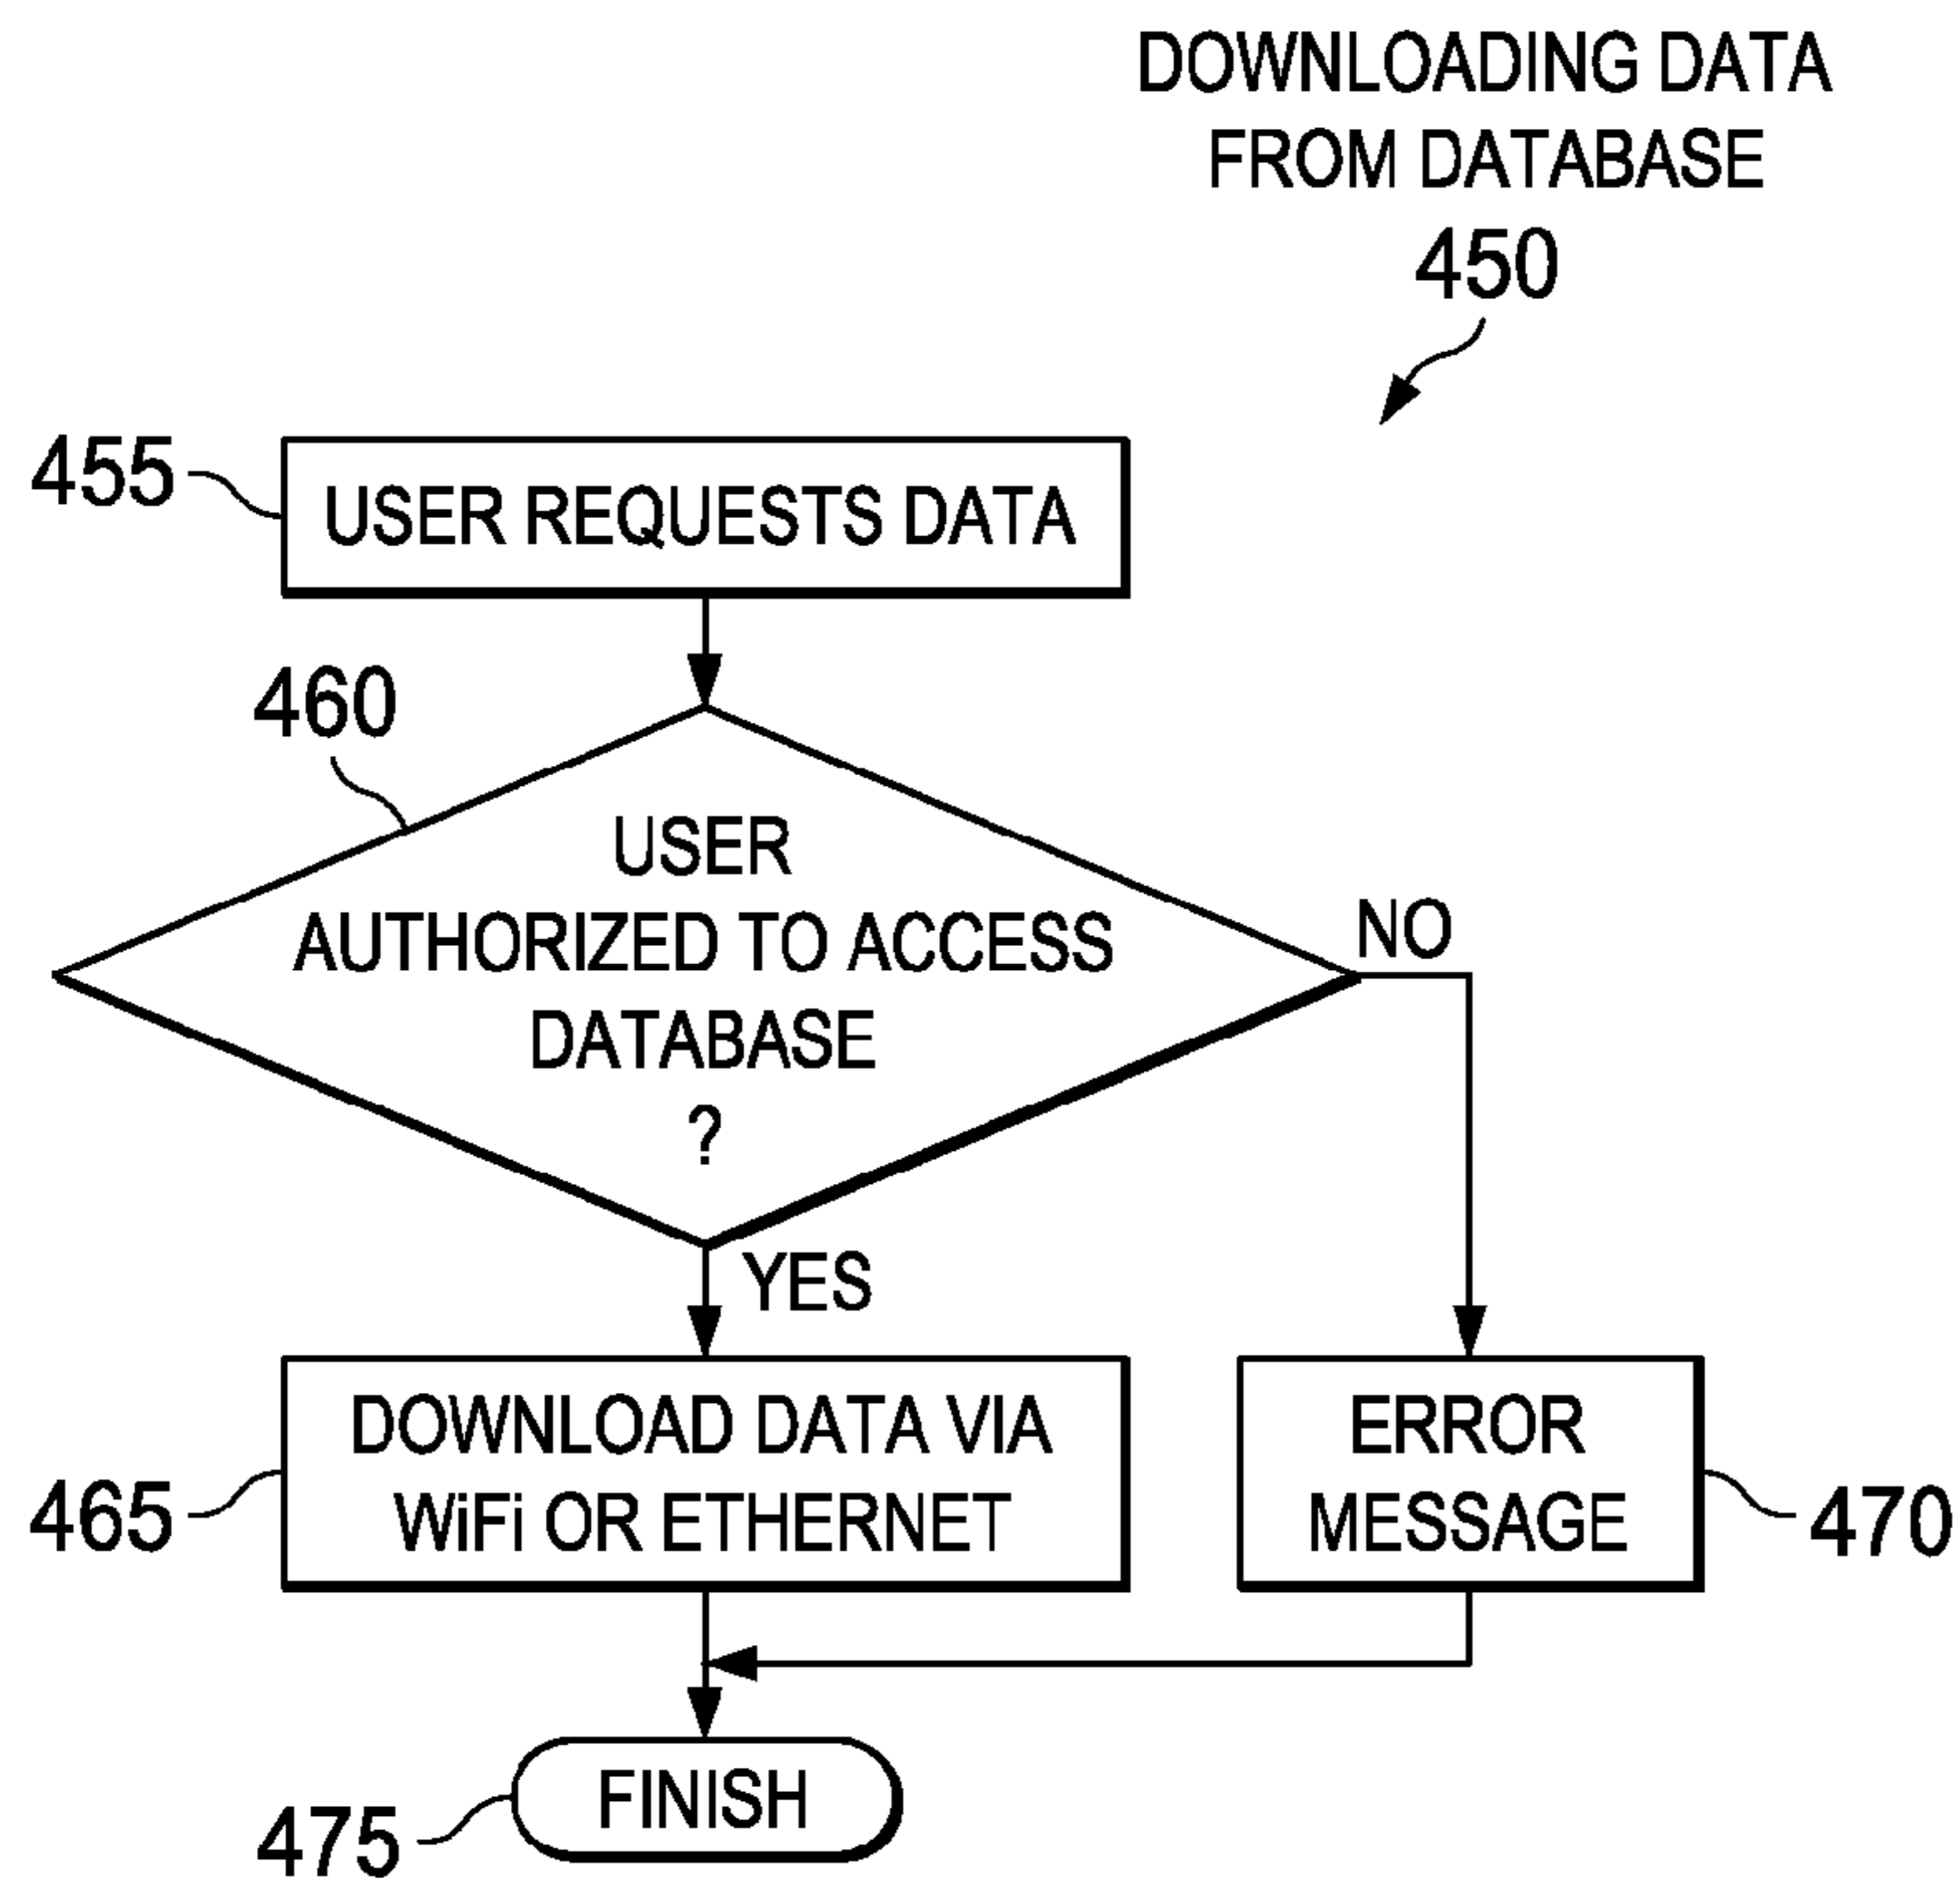 DOWNLOADING DATA
FROM DATABASE
450
455
USER REQUESTS DATA
460
USER
AUTHORIZED TO ACCESS
DATABASE
?
NO
YES
DOWNLOAD DATA VIA
WiFi OR ETHERNET
465
ERROR
MESSAGE
470
FINISH
475